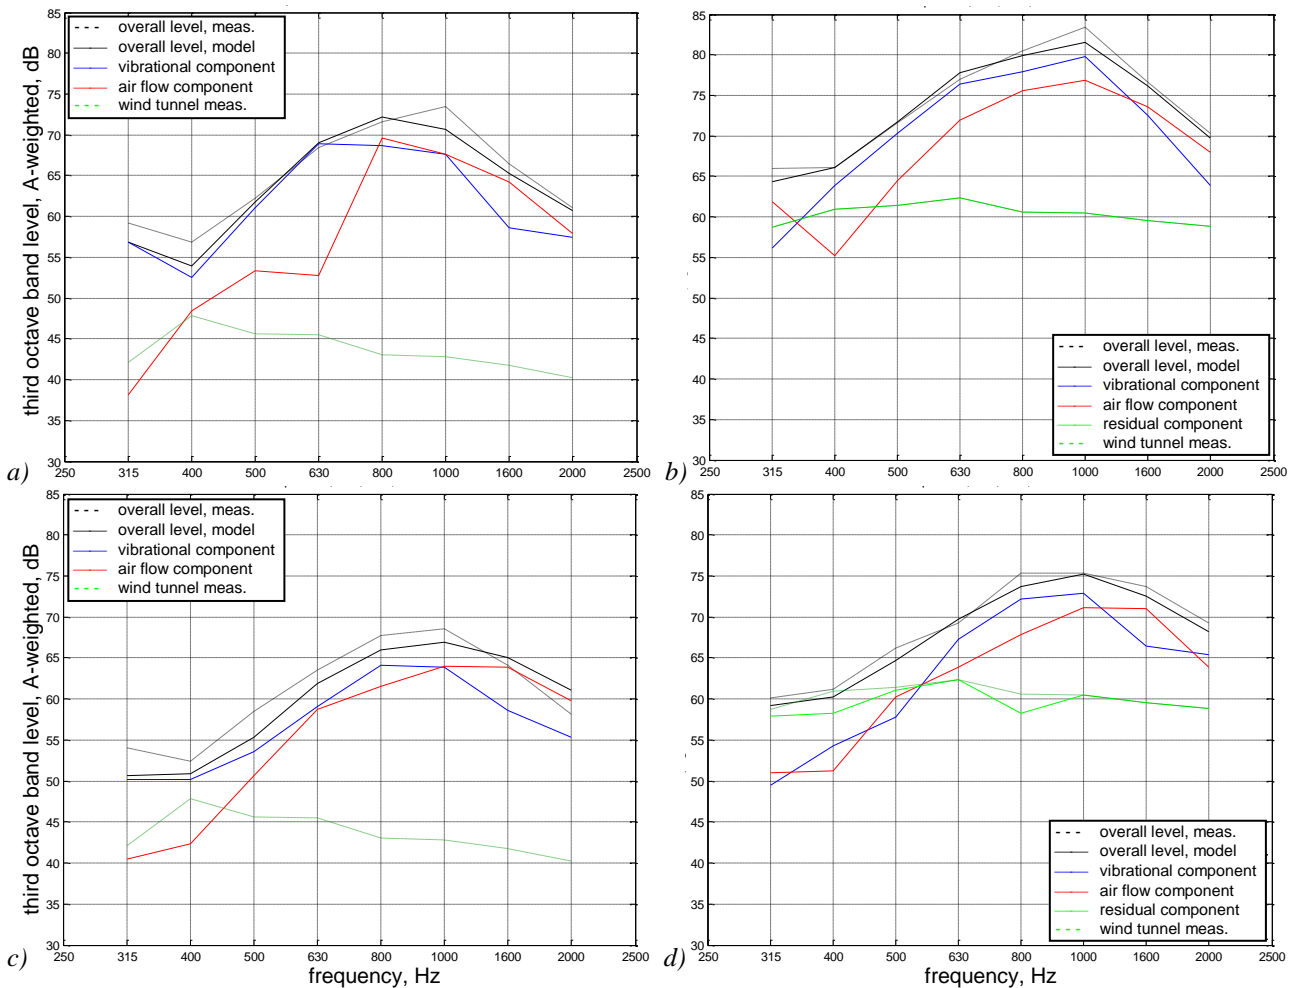 85
80
75
70
65
60
55
50
45
40
35
30
third octave band level, A-weighted, dB
overall level, meas.
overall level, model
vibrational component
air flow component
wind tunnel meas.
a)
250 315 400 500 630 800 1000 1600 2000 2500
85
80
75
70
65
60
55
50
45
40
35
30
overall level, meas.
overall level, model
vibrational component
air flow component
residual component
wind tunnel meas.
b)
250 315 400 500 630 800 1000 1600 2000 2500
85
80
75
70
65
60
55
50
45
40
35
30
third octave band level, A-weighted, dB
overall level, meas.
overall level, model
vibrational component
air flow component
wind tunnel meas.
c)
250 315 400 500 630 800 1000 1600 2000 2500
frequency, Hz
85
80
75
70
65
60
55
50
45
40
35
30
overall level, meas.
overall level, model
vibrational component
air flow component
residual component
wind tunnel meas.
d)
250 315 400 500 630 800 1000 1600 2000 2500
frequency, Hz